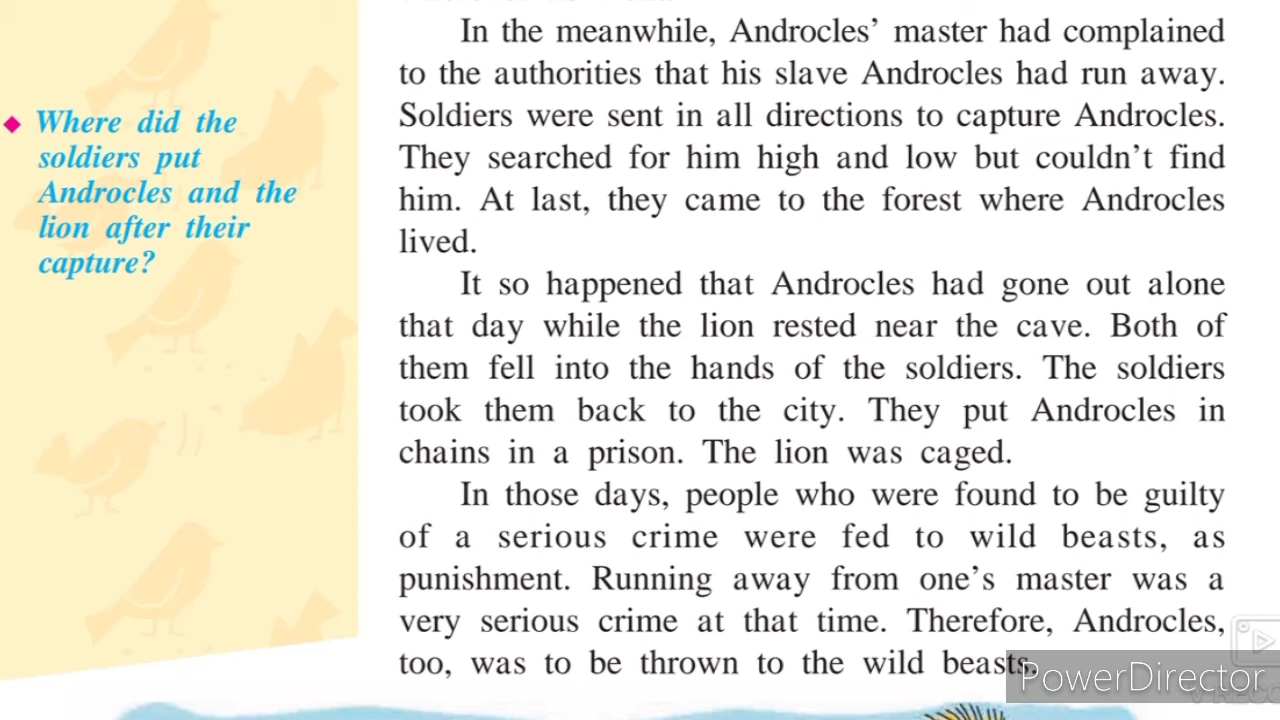 In the meanwhile, Androcles’ master had complained
to the authorities that his slave Androcles had run away.
Soldiers were sent in all directions to capture Androcles.
They searched for him high and low but couldn’t find
him. At last, they came to the forest where Androcles
lived.
It so happened that Androcles had gone out alone
that day while the lion rested near the cave. Both of
them fell into the hands of the soldiers. The soldiers
took them back to the city. They put Androcles in
chains in a prison. The lion was caged.
In those days, people who were found to be guilty
of a serious crime were fed to wild beasts, as
punishment. Running away from one’s master was a
very serious crime at that time. Therefore, Androcles,
too, was to be thrown to the wild beasts.
Where did the
soldiers put
Androcles and the
lion after their
capture?
PowerDirector